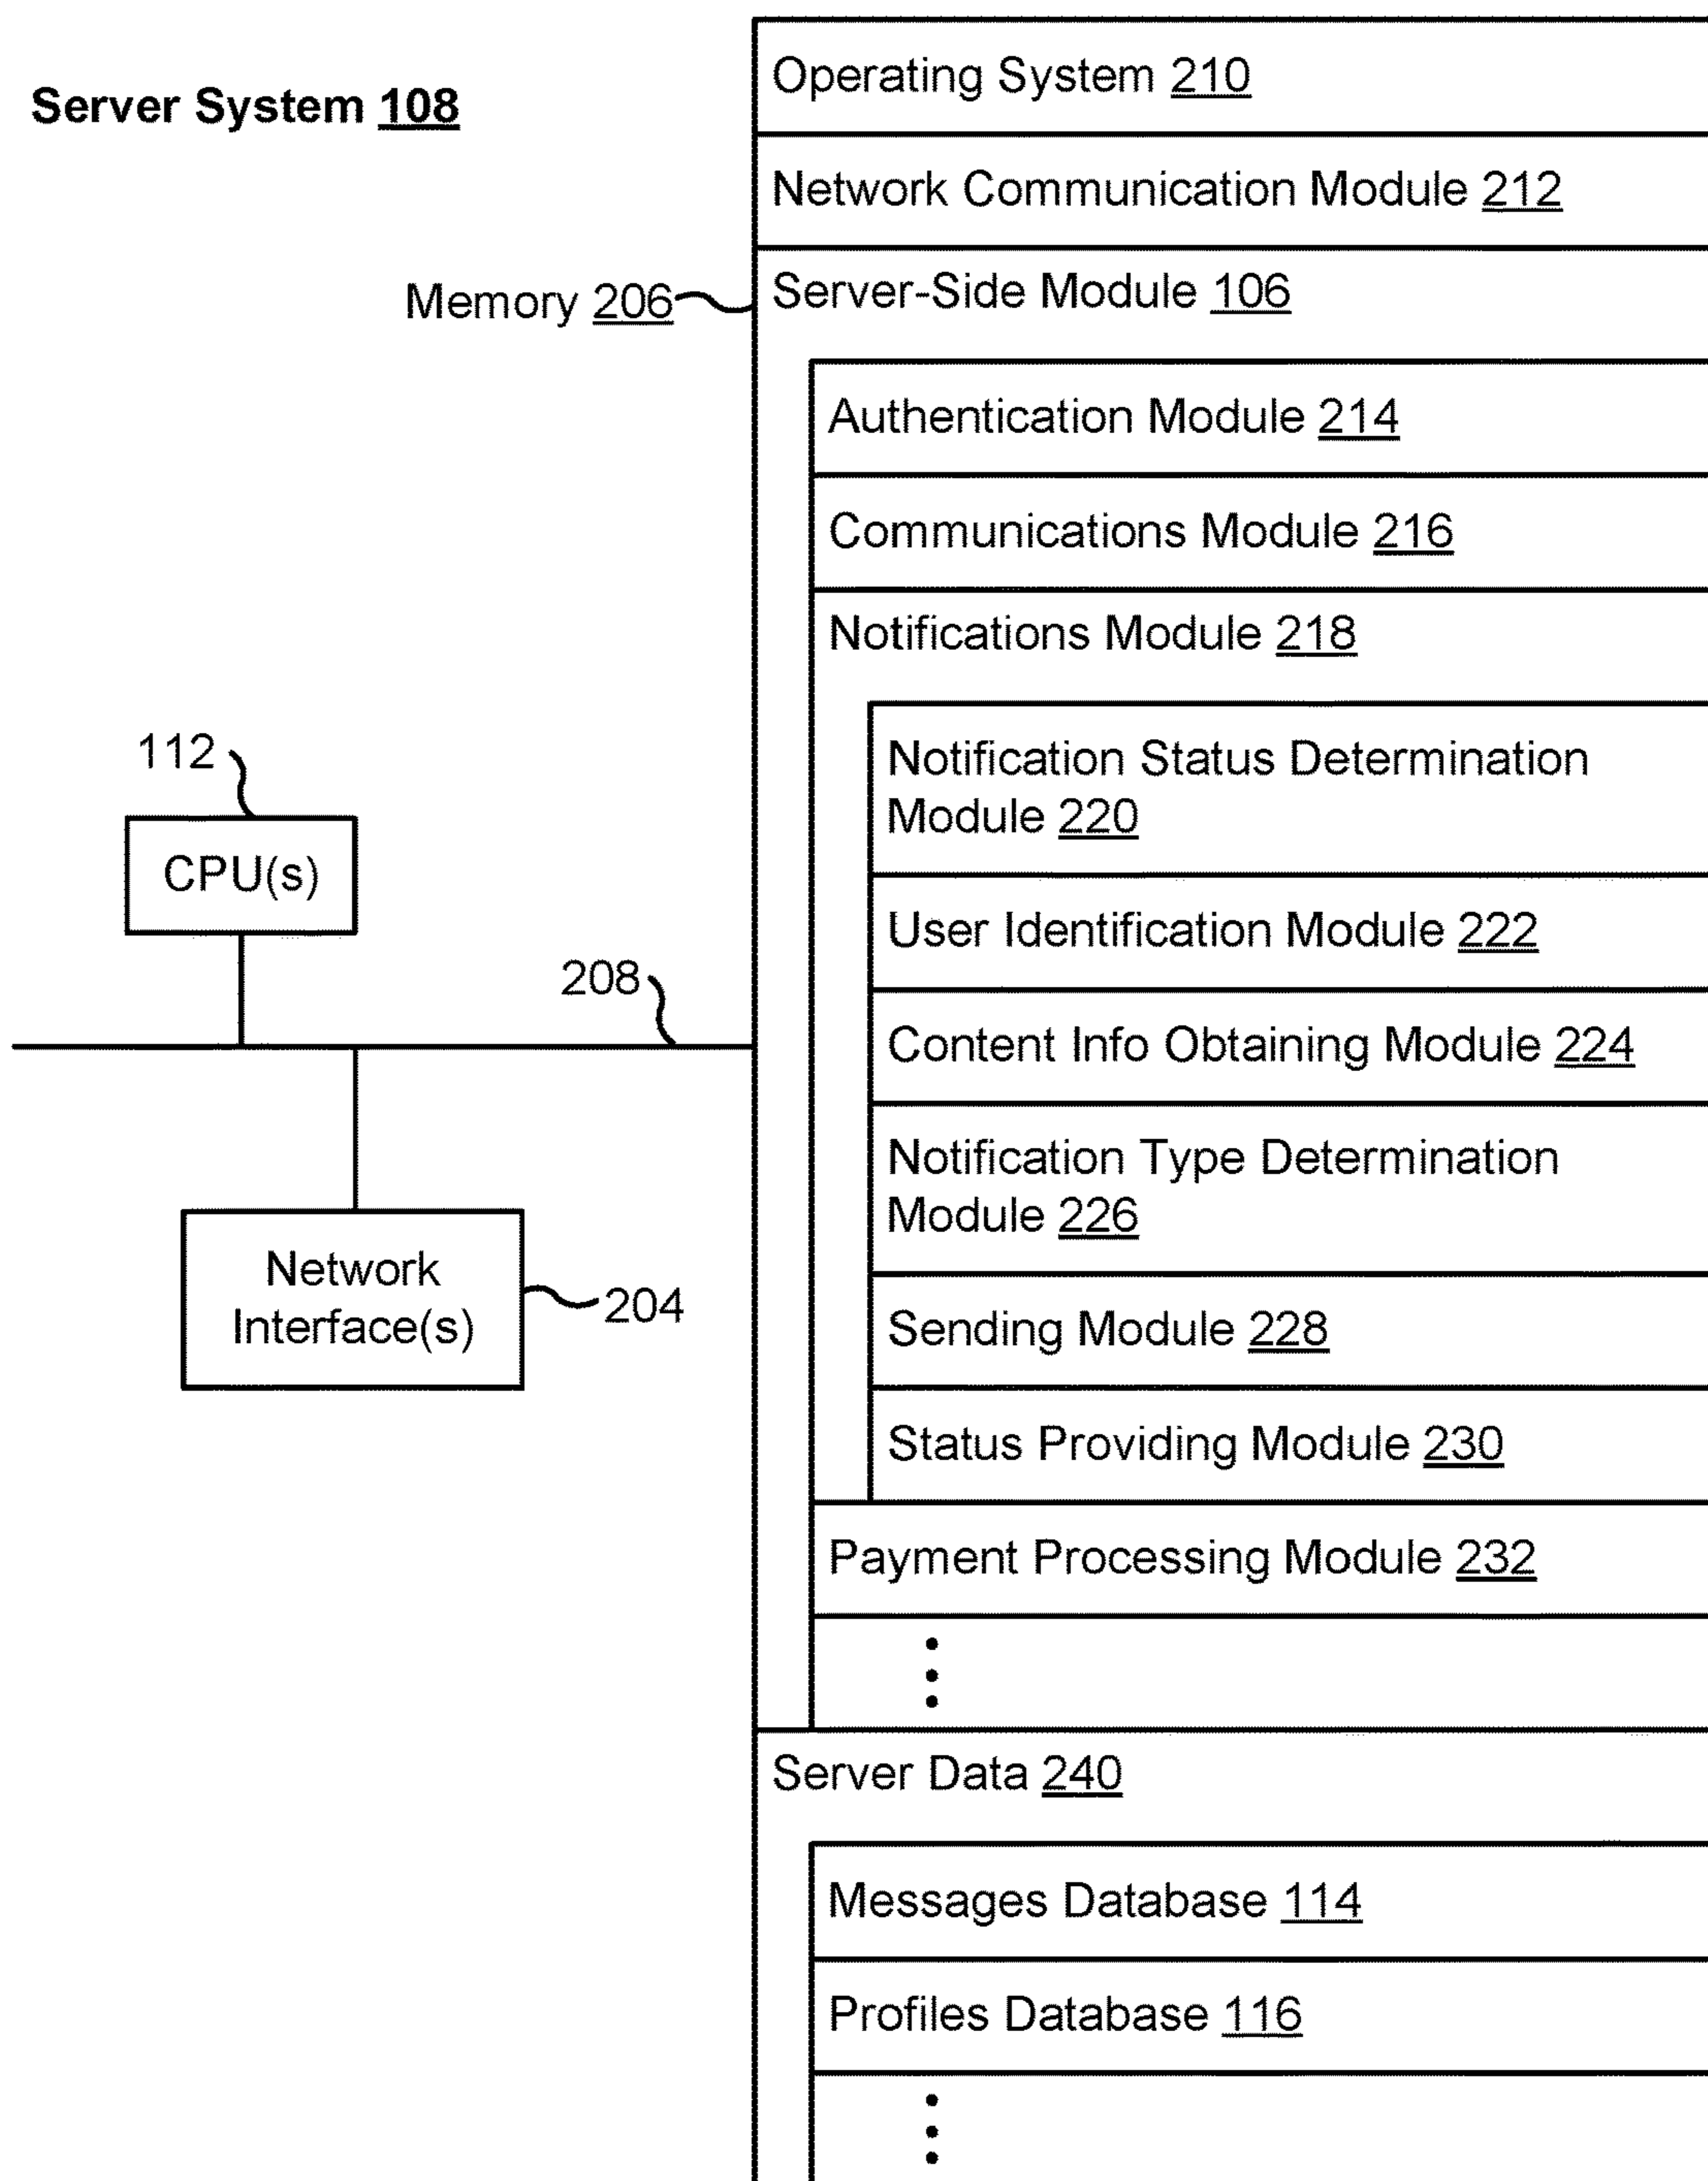 Server System 108
Operating System 210
Network Communication Module 212
Memory 206
Server-Side Module 106
Authentication Module 214
Communications Module 216
Notifications Module 218
Notification Status Determination
Module 220
User Identification Module 222
Content Info Obtaining Module 224
Notification Type Determination
Module 226
Sending Module 228
Status Providing Module 230
Payment Processing Module 232
Server Data 240
Messages Database 114
Profiles Database 116
112
CPU(s)
208
Network
Interface(s)
204